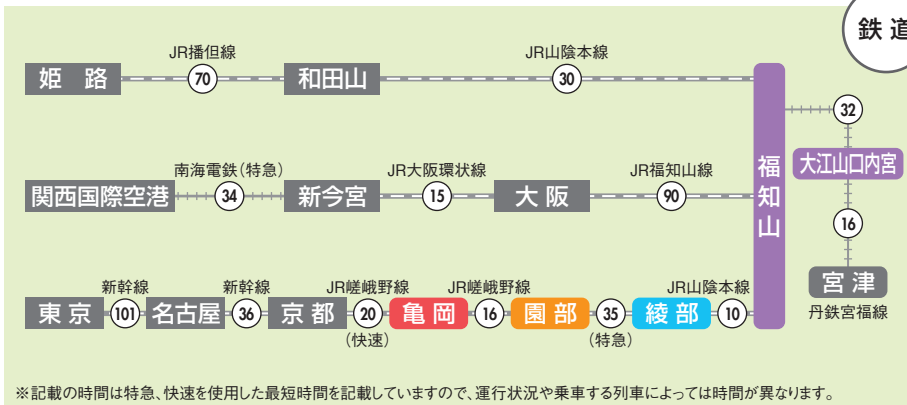 鉄道
JR播但線 JR山陰本線
姫路 70 和田山 30
32
南海電鉄(特急) JR大阪環状線 JR福知山線
大江山口内宮
関西国際空港 34 新今宮 15 大阪 90
福知山
16
新幹線 新幹線 JR嵯峨野線 JR嵯峨野線 JR山陰本線
宮津
東京 101 名古屋 36 京都 20 亀岡 16 園部 35 綾部 10
丹鉄宮福線
(快速) (特急)
※記載の時間は特急、快速を使用した最短時間を記載していますので、運行状況や乗車する列車によっては時間が異なります。